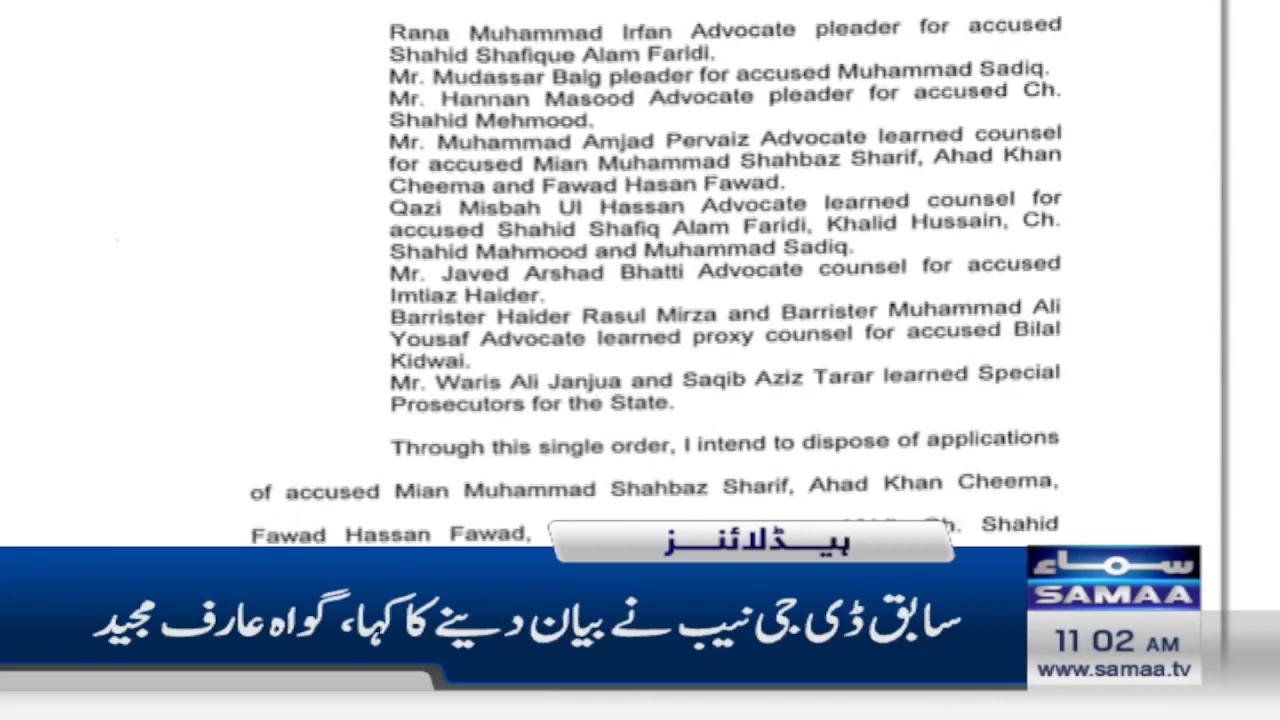 Rana Muhammad Irfan Advocate pleader for accused
Shahid Shafique Alam Faridi.
Mr. Mudassar Baig pleader for accused Muhammad Sadiq.
Mr. Hannan Masood Advocate pleader for accused Ch.
Shahid Mehmood.
Mr. Muhammad Amjad Pervaiz Advocate learned counsel
for accused Mian Muhammad Shahbaz Sharif, Ahad Khan
Cheema and Fawad Hasan Fawad.
Qazi Misbah Ul Hassan Advocate learned counsel for
accused Shahid Shafiq Alam Faridi, Khalid Hussain, Ch.
Shahid Mahmood and Muhammad Sadiq.
Mr. Javed Arshad Bhatti Advocate counsel for accused
Imtiaz Haider.
Barrister Haider Rasul Mirza and Barrister Muhammad Ali
Yousaf Advocate learned proxy counsel for accused Bilal
Kidwai.
Mr. Waris Ali Janjua and Saqib Aziz Tarar learned Special
Prosecutors for the State.
Through this single order, I intend to dispose of applications
of accused Mian Muhammad Shahbaz Sharif, Ahad Khan Cheema,
Fawad Hassan Fawad, Ch. Shahid
ہیڈلائنز
سابق ڈی جی نیب نے بیان دینے کا کہا، گواہ عارف مجید
سماء
SAMAA
11 02 AM
www.samaa.tv